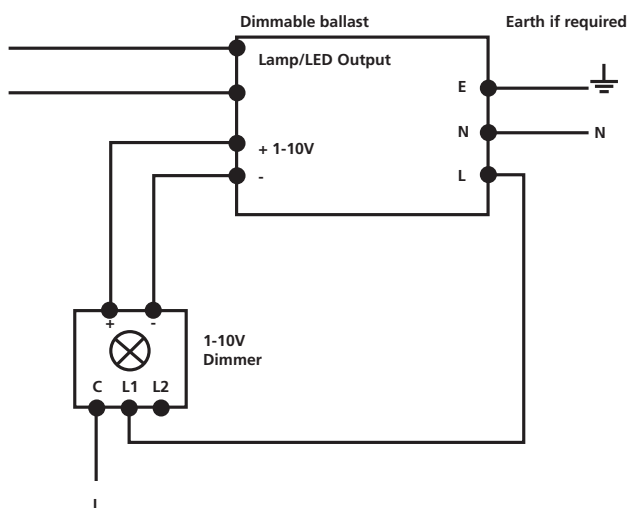 Dimmable ballast
Earth if required
Lamp/LED Output
E
+ 1-10V
N
N
-
L
+ -
1-10V
Dimmer
C L1 L2
L